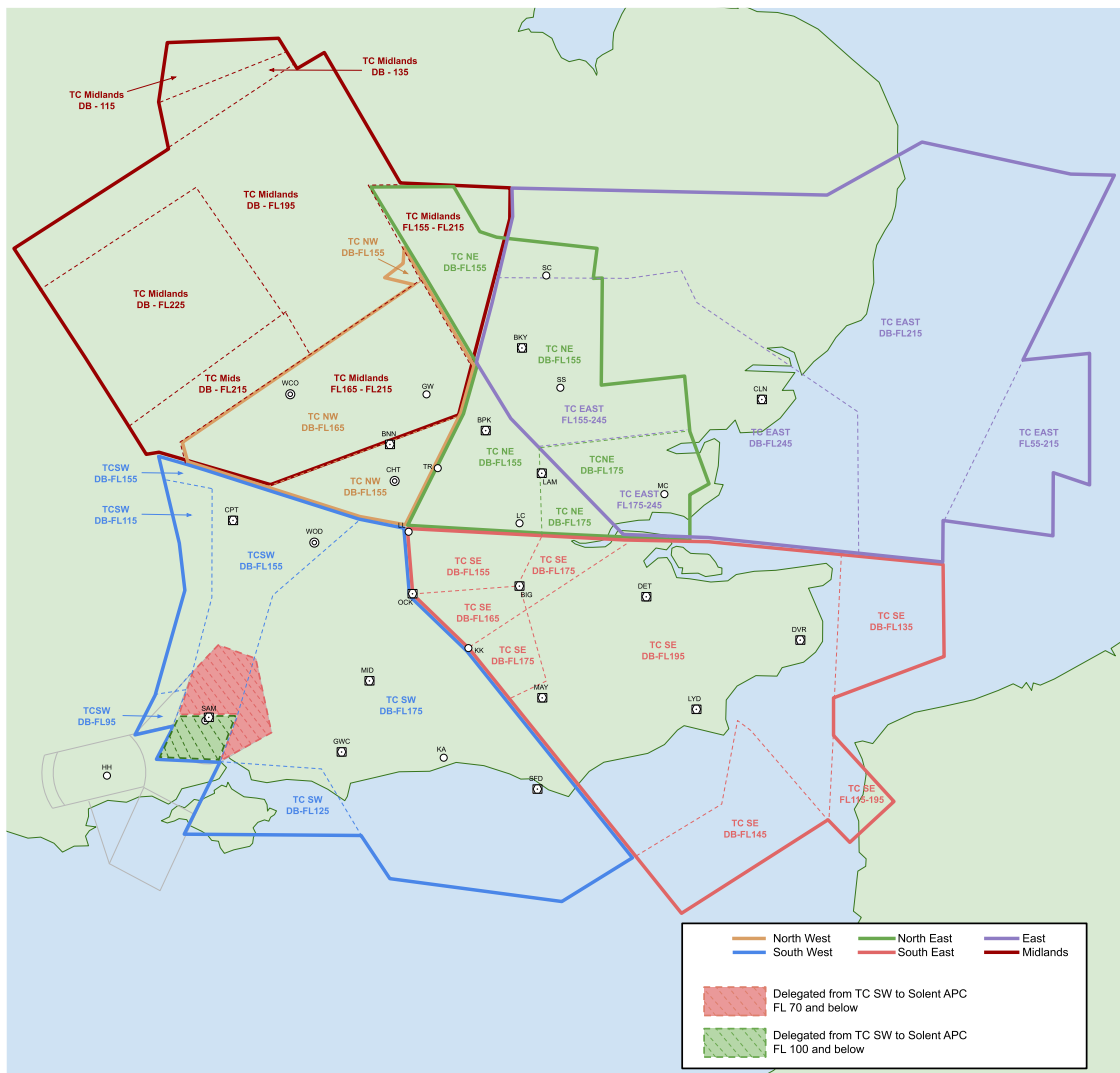 TC Midlands
DB - 135
TC Midlands
DB - 115
TC Midlands
DB - FL195
TC Midlands
FL155 - FL215
TC NW
DB-FL155
TC NE
DB-FL155
SC
TC Midlands
DB - FL225
TC EAST
DB-FL215
BKY
TC NE
DB-FL155
TC Mids
DB - FL215
WCO
TC Midlands
FL165 - FL215
GW
SS
CLN
TC NW
DB-FL165
BPK
TC EAST
FL155-245
TC EAST
DB-FL245
TC EAST
FL55-215
BNN
TCSW
DB-FL155
CHT
TR
TC NE
DB-FL155
TCNE
DB-FL175
LAM
TC NW
DB-FL155
TC EAST
FL175-245
MC
TCSW
DB-FL115
CPT
LC
TC NE
DB-FL175
LL
WOD
TCSW
DB-FL155
TC SE
DB-FL155
TC SE
DB-FL175
OCK
BIG
DET
TC SE
DB-FL165
TC SE
DB-FL135
DVR
KK
TC SE
DB-FL175
TC SE
DB-FL195
MID
MAY
LYD
TCSW
DB-FL95
SAM
TC SW
DB-FL175
GWC
KA
HH
SFD
TC SW
DB-FL125
TC SE
FL115-195
TC SE
DB-FL145
North West
North East
East
South West
South East
Midlands
Delegated from TC SW to Solent APC
FL 70 and below
Delegated from TC SW to Solent APC
FL 100 and below